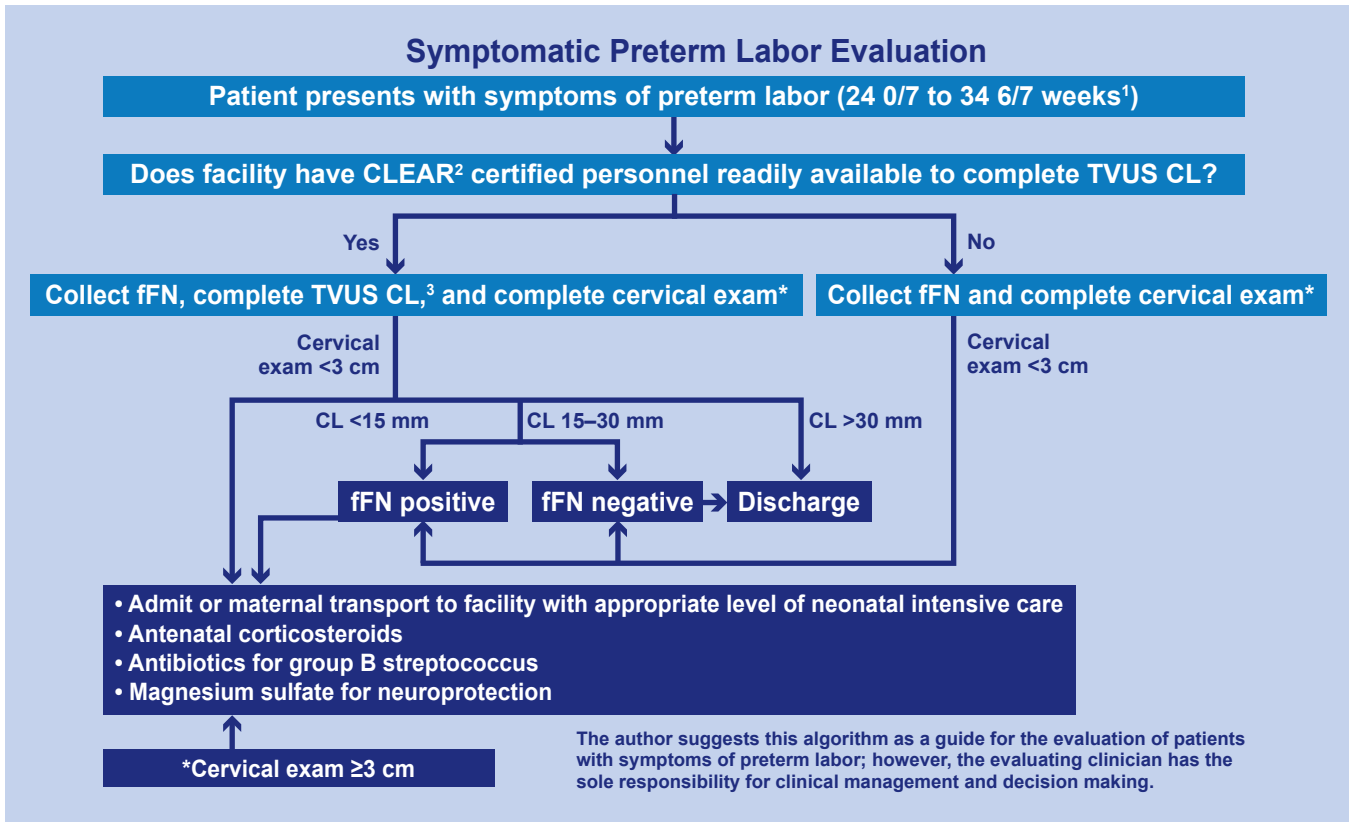 Symptomatic Preterm Labor Evaluation
Patient presents with symptoms of preterm labor (24 0/7 to 34 6/7 weeks¹)
Does facility have CLEAR² certified personnel readily available to complete TVUS CL?
Yes
No
Collect fFN, complete TVUS CL,³ and complete cervical exam*
Collect fFN and complete cervical exam*
Cervical
exam <3 cm
Cervical
exam <3 cm
CL <15 mm
CL 15–30 mm
CL >30 mm
fFN positive
fFN negative
Discharge
• Admit or maternal transport to facility with appropriate level of neonatal intensive care
• Antenatal corticosteroids
• Antibiotics for group B streptococcus
• Magnesium sulfate for neuroprotection
*Cervical exam ≥3 cm
The author suggests this algorithm as a guide for the evaluation of patients
with symptoms of preterm labor; however, the evaluating clinician has the
sole responsibility for clinical management and decision making.